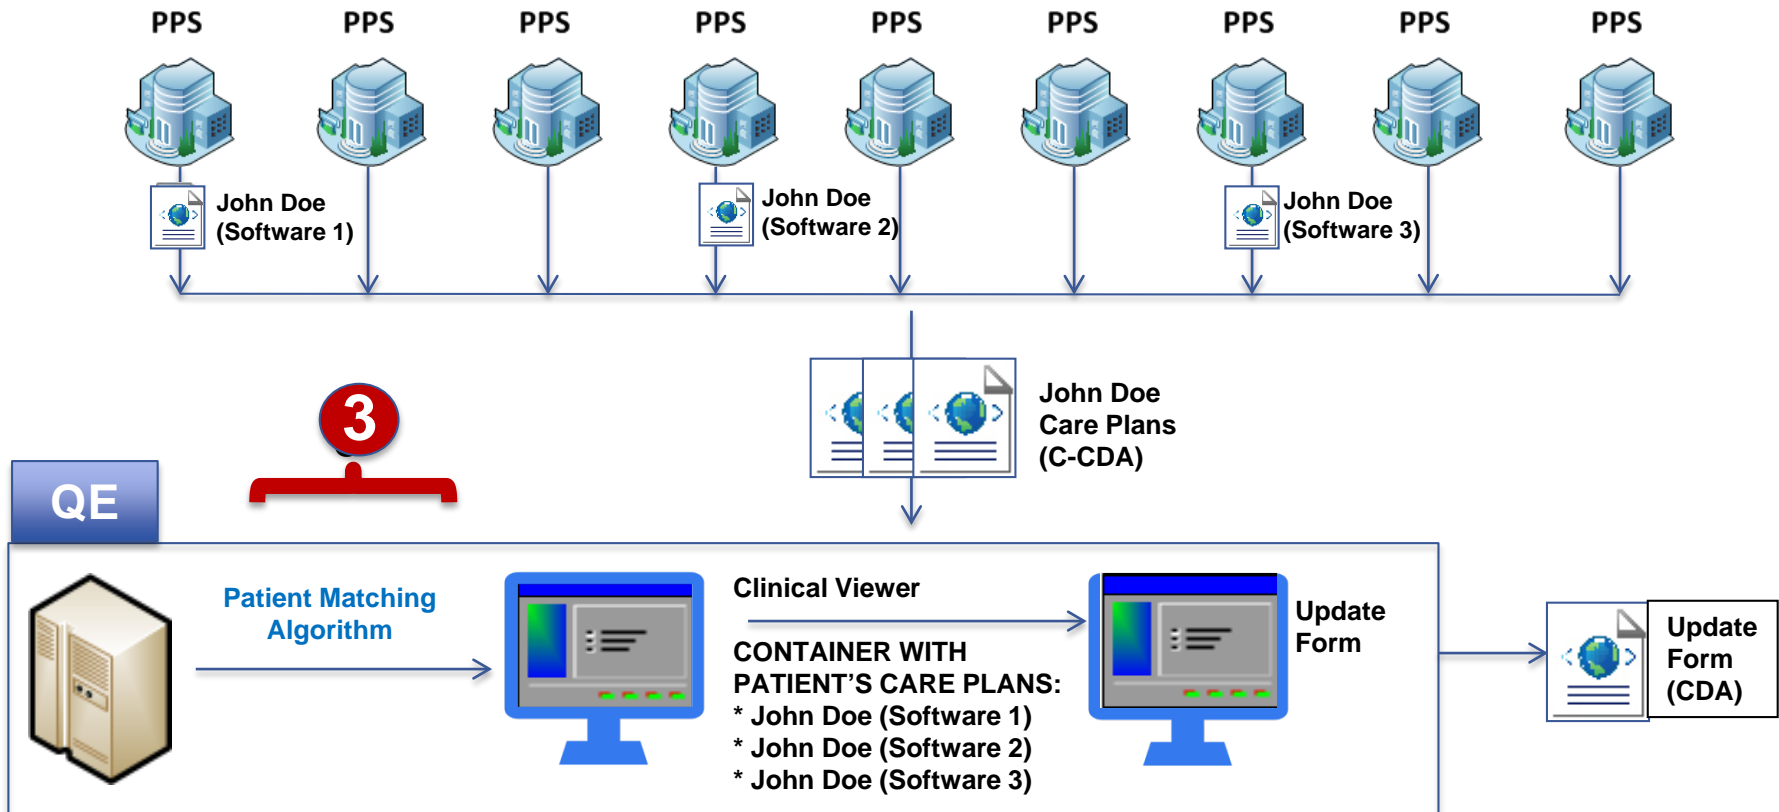 PPS PPS PPS PPS PPS PPS PPS PPS PPS
John Doe
(Software 1)
John Doe
(Software 2)
John Doe
(Software 3)
John Doe
Care Plans
(C-CDA)
3
QE
Patient Matching
Algorithm
Clinical Viewer
CONTAINER WITH
PATIENT’S CARE PLANS:
* John Doe (Software 1)
* John Doe (Software 2)
* John Doe (Software 3)
Update
Form
Update
Form
(CDA)